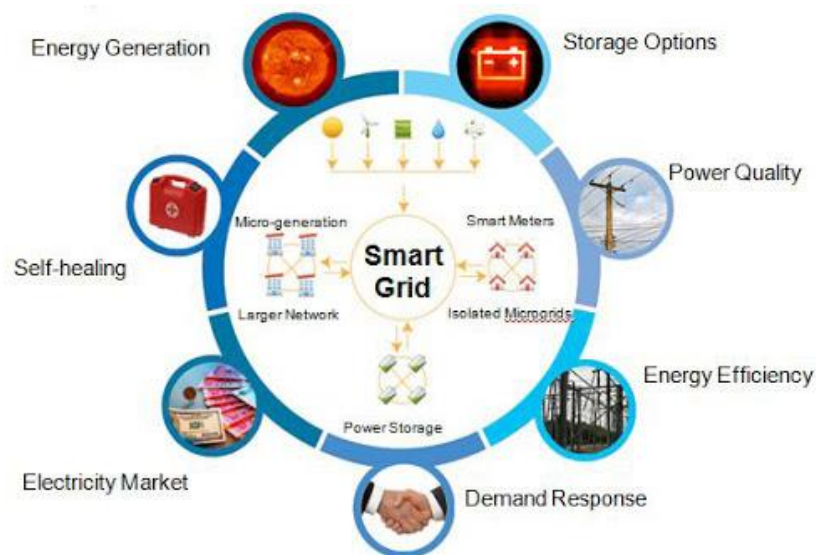 Energy Generation
Storage Options
Power Quality
Self-healing
Micro-generation
Smart Meters
Smart
Grid
Larger Network
Isolated Microgrids
Power Storage
Energy Efficiency
Electricity Market
Demand Response